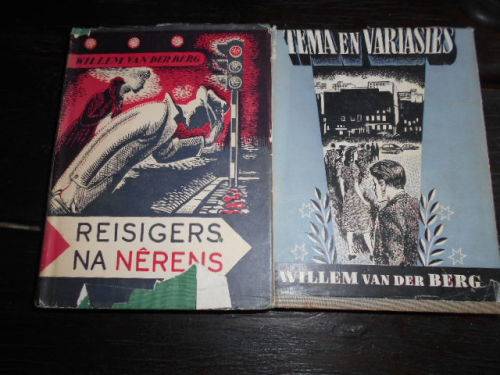 WILLEM VAN DER BERG
REISIGERS
NA NÊRENS
TEMA EN VARIASIES
WILLEM VAN DER BERG